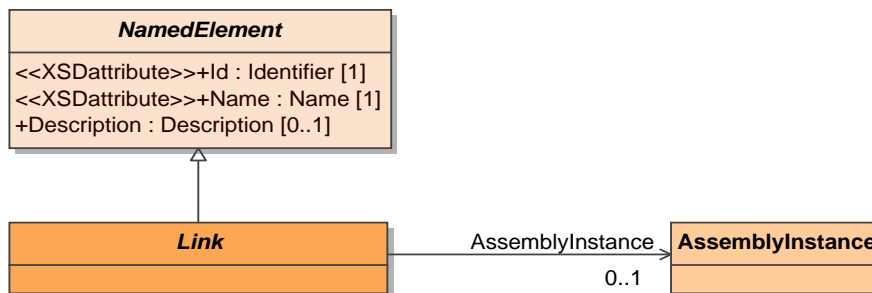 NamedElement
<<XSDattribute>>+Id : Identifier [1]
<<XSDattribute>>+Name : Name [1]
+Description : Description [0..1]
Link
AssemblyInstance
AssemblyInstance
0..1